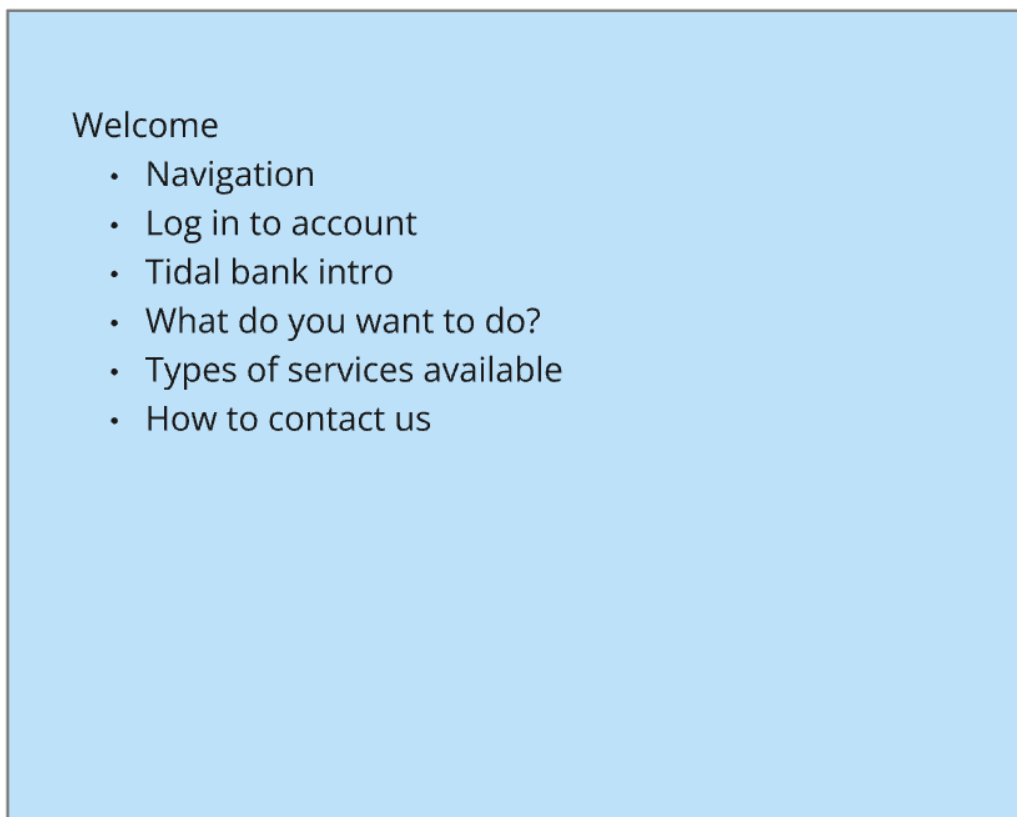 Welcome
• Navigation
• Log in to account
• Tidal bank intro
• What do you want to do?
• Types of services available
• How to contact us